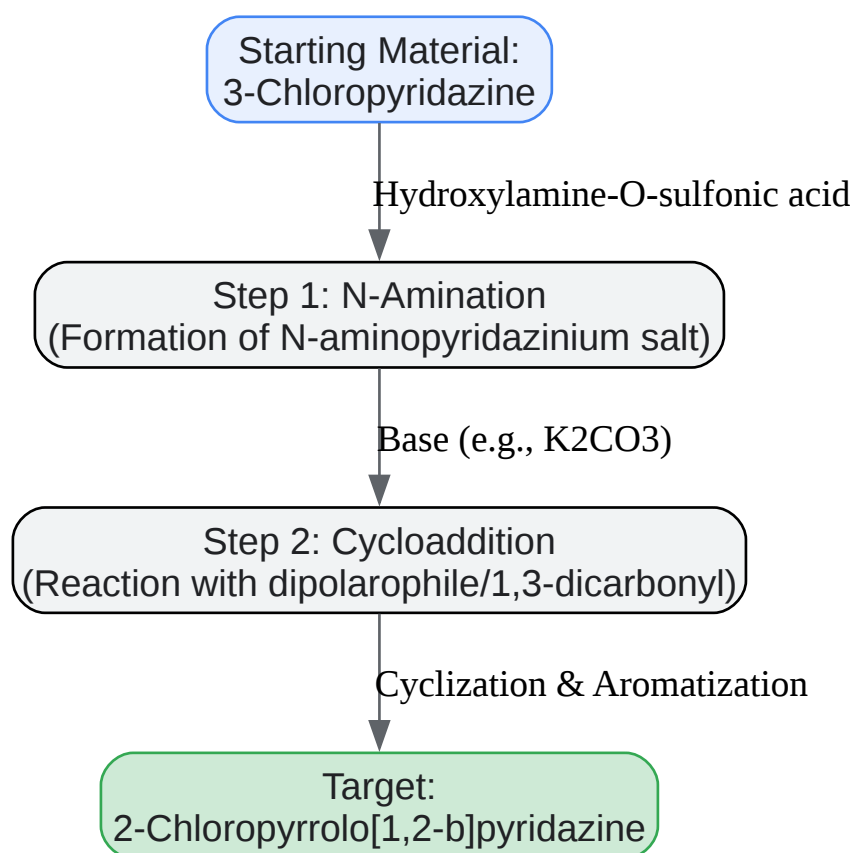 Starting Material:
3-Chloropyridazine
Hydroxylamine-O-sulfonic acid
Step 1: N-Amination
(Formation of N-aminopyridazinium salt)
Base (e.g., K2CO3)
Step 2: Cycloaddition
(Reaction with dipolarophile/1,3-dicarbonyl)
Cyclization & Aromatization
Target:
2-Chloropyrrolo[1,2-b]pyridazine